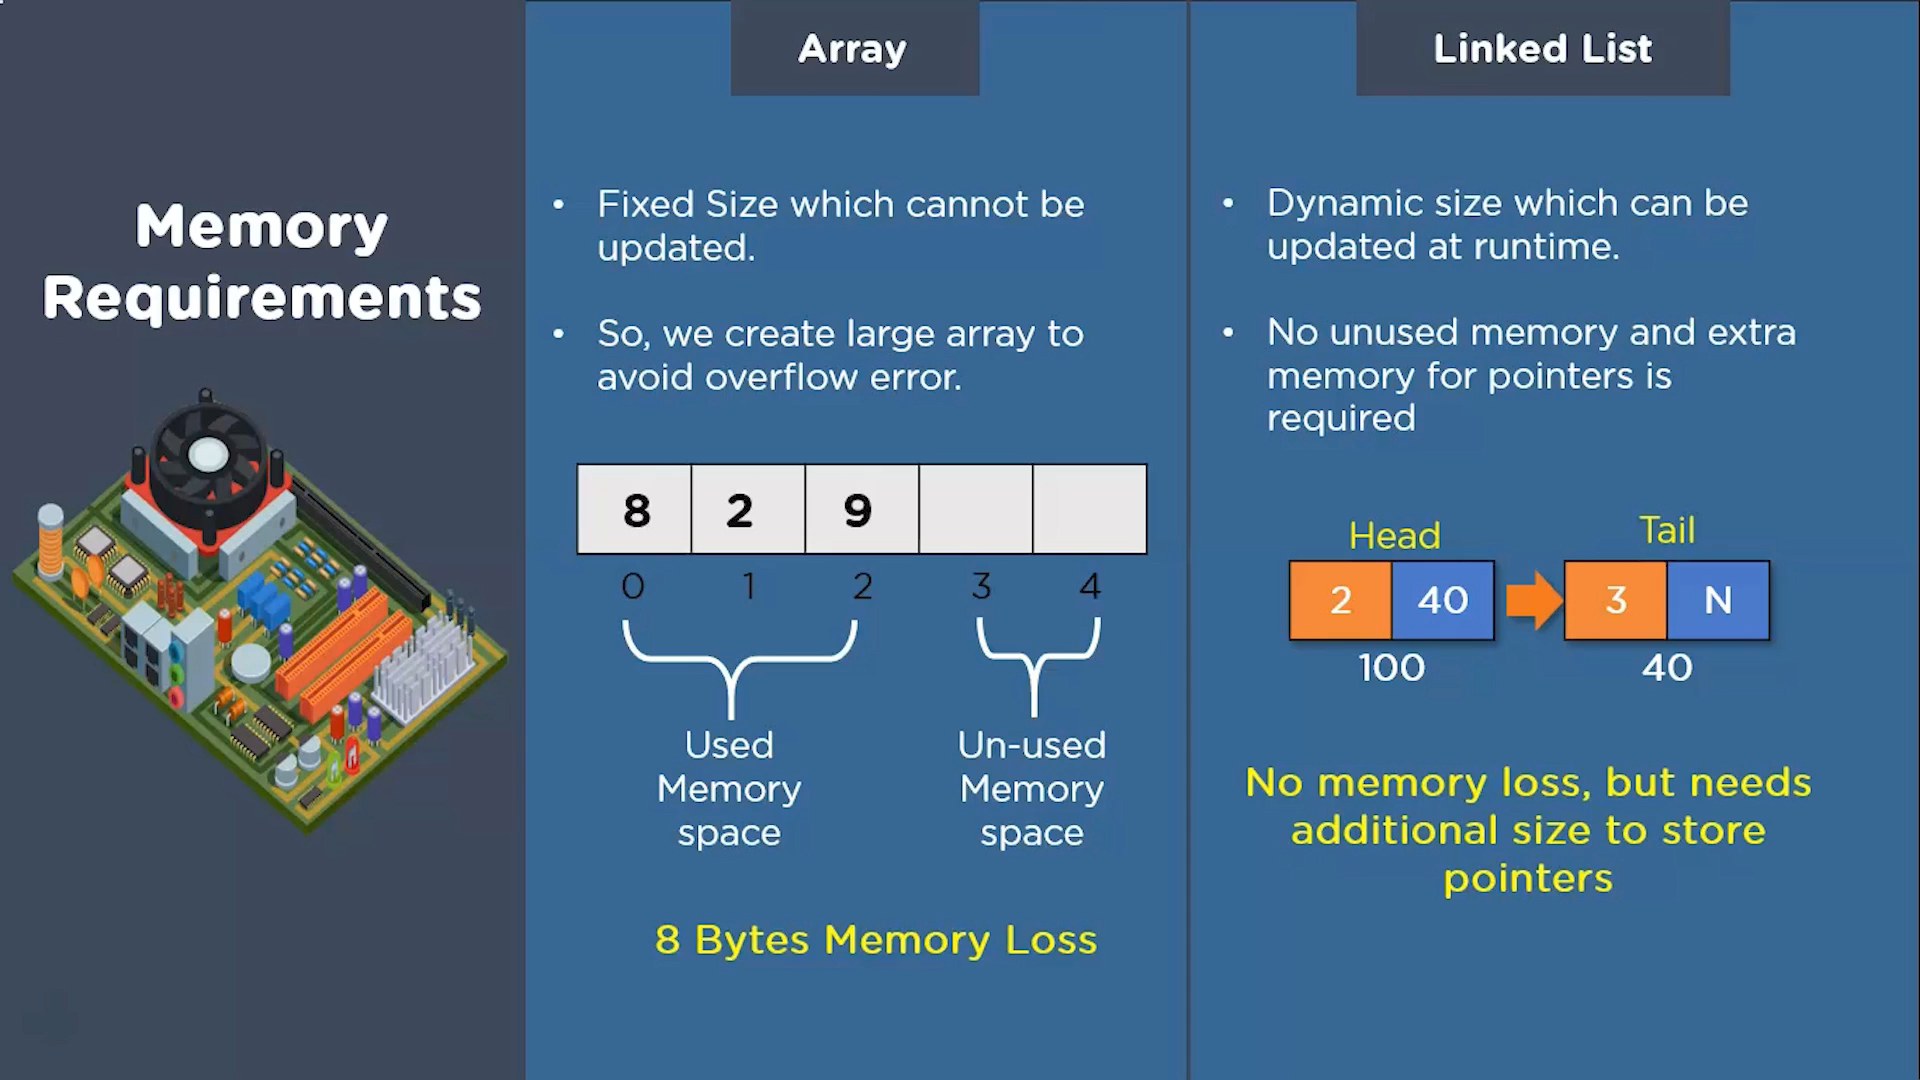 Memory
Requirements
Array
• Fixed Size which cannot be
updated.
• So, we create large array to
avoid overflow error.
8 2 9
0 1 2 3 4
Used
Memory
space
Un-used
Memory
space
8 Bytes Memory Loss
Linked List
• Dynamic size which can be
updated at runtime.
• No unused memory and extra
memory for pointers is
required
Head Tail
2 40 3 N
100 40
No memory loss, but needs
additional size to store
pointers